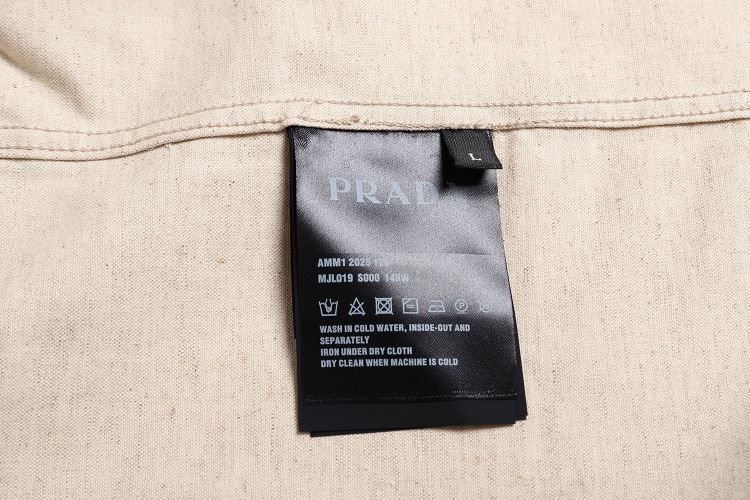 L
PRAD
AMM1 2025 12
MJL019 S000 14RW
WASH IN COLD WATER, INSIDE-OUT AND
SEPARATELY
IRON UNDER DRY CLOTH
DRY CLEAN WHEN MACHINE IS COLD